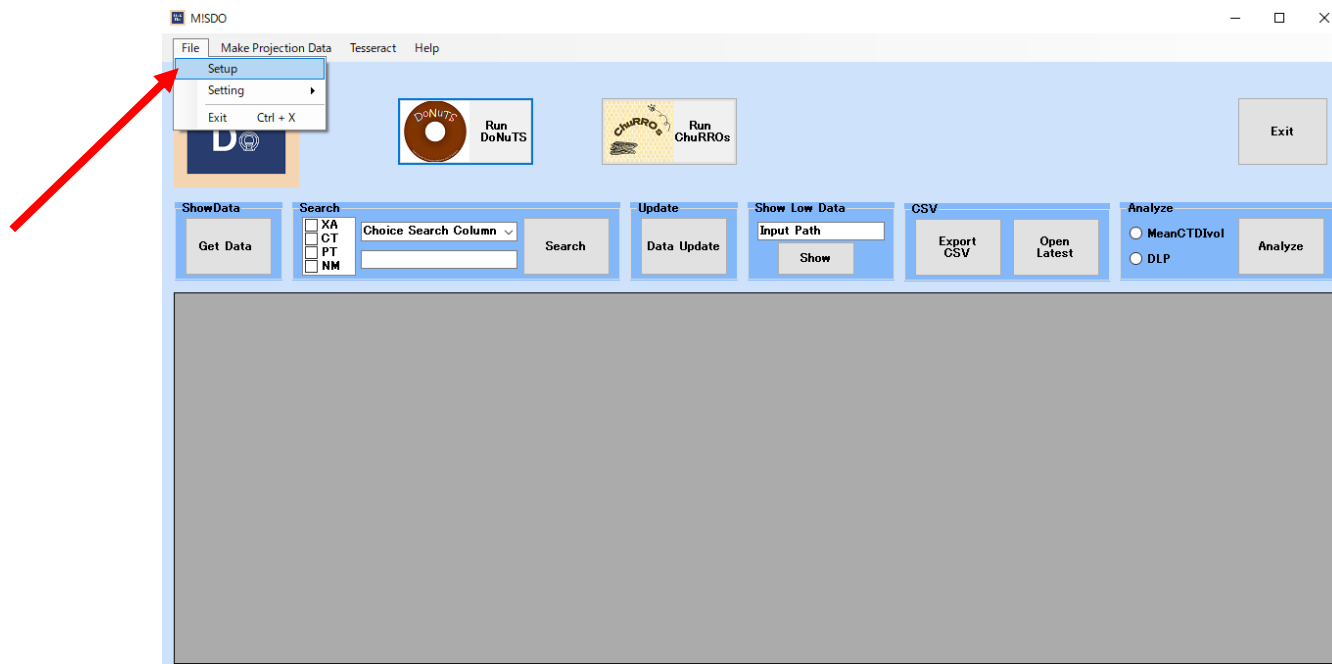 M!SDO
File Make Projection Data Tesseract Help
Setup
Setting
Exit Ctrl + X
D
DoNuTS
Run
DoNuTS
ChuRROs
Run
ChuRROs
Exit
ShowData
Get Data
Search
XA
CT
PT
NM
Choice Search Column
Search
Update
Data Update
Show Low Data
Input Path
Show
CSV
Export
CSV
Open
Latest
Analyze
MeanCTDIvol
DLP
Analyze